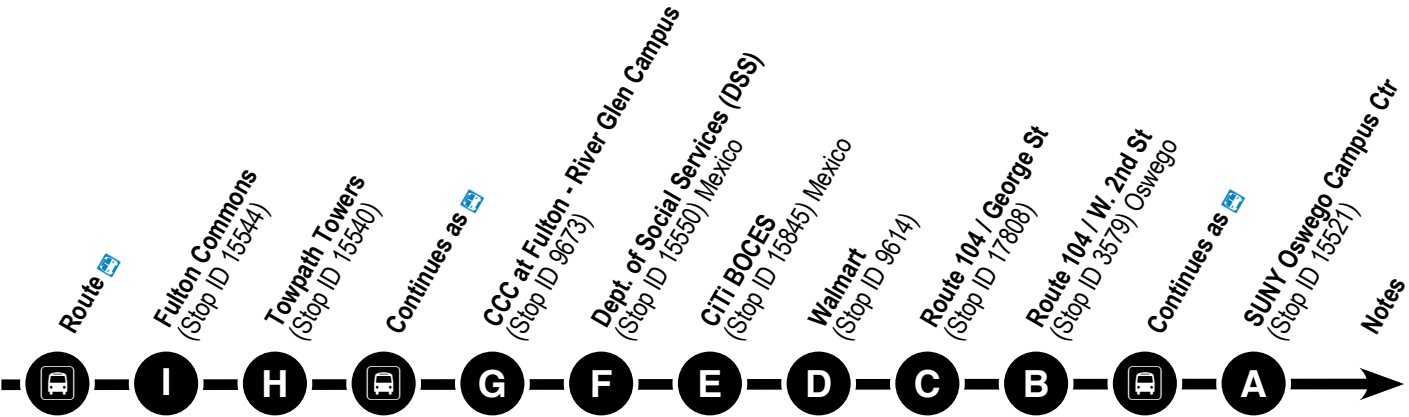 Route
Fulton Commons
(Stop ID 15544)
Towpath Towers
(Stop ID 15540)
Continues as
CCC at Fulton - River Glen Campus
(Stop ID 9673)
Dept. of Social Services (DSS)
(Stop ID 15550) Mexico
CiTi BOCES
(Stop ID 15845) Mexico
Walmart
(Stop ID 9614)
Route 104 / George St
(Stop ID 17808)
Route 104 / W. 2nd St
(Stop ID 3579) Oswego
Continues as
SUNY Oswego Campus Ctr
(Stop ID 15521)
Notes
I
H
G
F
E
D
C
B
A